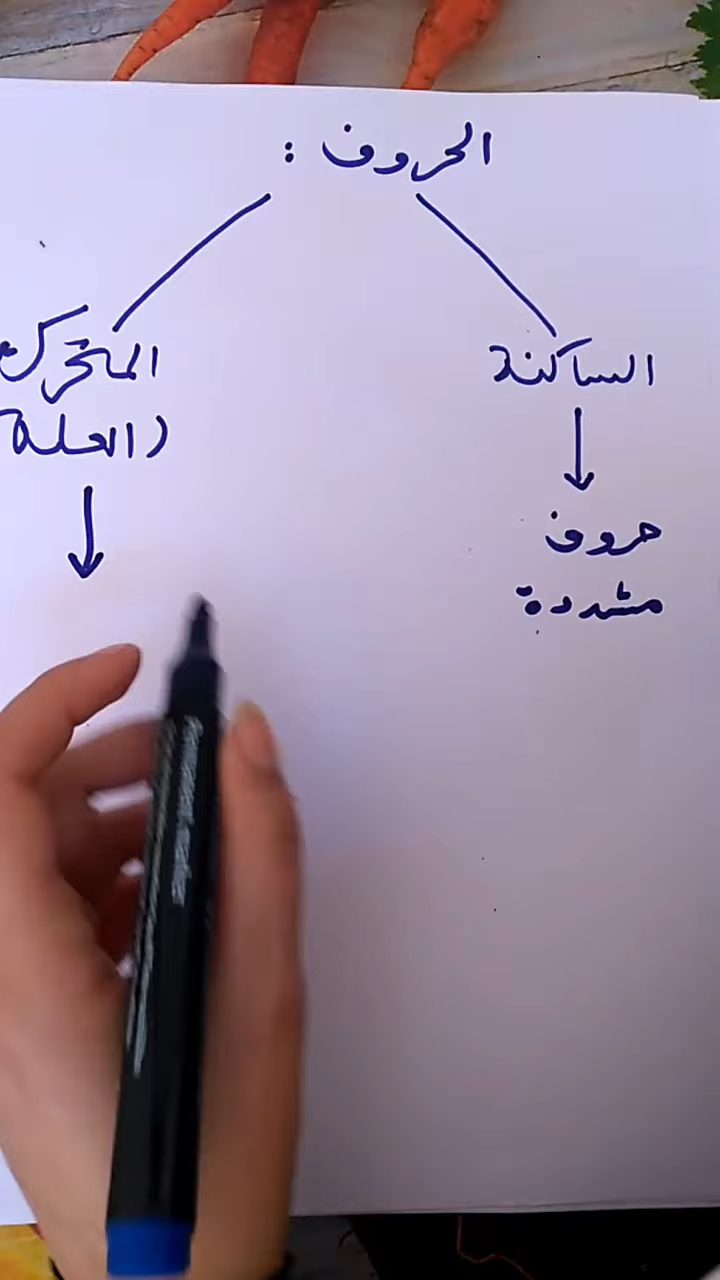 الحروف :
الساكنة
حروف
مشددة
المتحرك
(العلة